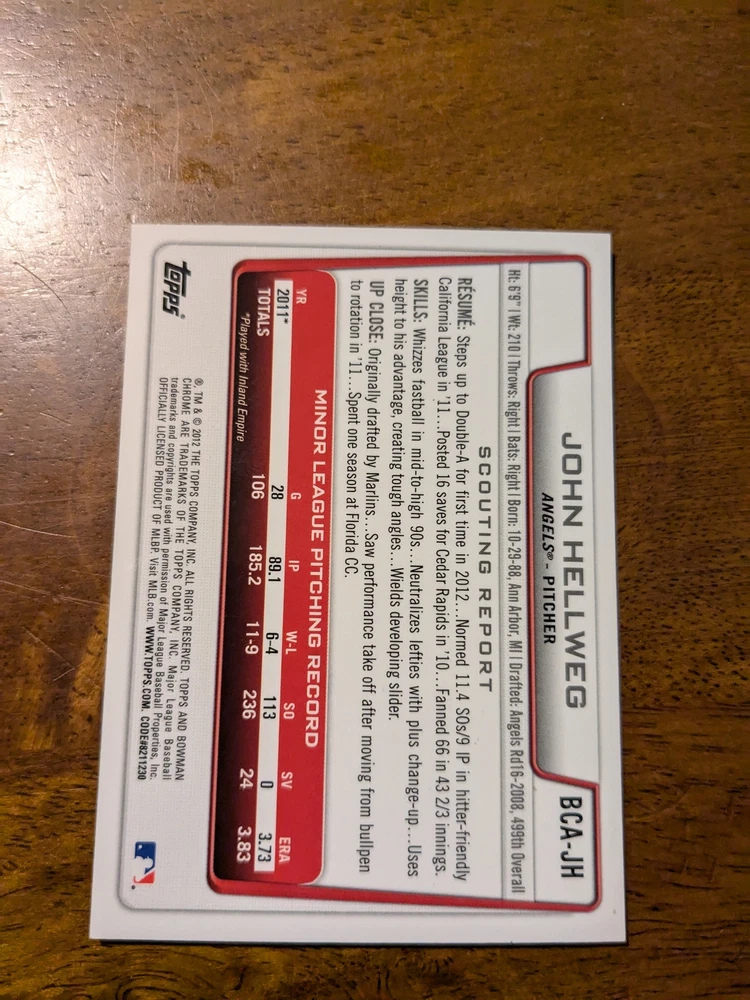 JOHN HELLWEG
BCA-JH
ANGELS® - PITCHER
Ht: 6'9" | Wt: 210 | Throws: Right | Bats: Right | Born: 10-29-88, Ann Arbor, MI | Drafted: Angels Rd16-2008, 499th Overall
SCOUTING REPORT
RÉSUMÉ: Steps up to Double-A for first time in 2012...Normed 11.4 SOs/9 IP in hitter-friendly
California League in '11...Posted 16 saves for Cedar Rapids in '10...Fanned 66 in 43 2/3 innings.
SKILLS: Whizzes fastball in mid-to-high 90s...Neutralizes lefties with plus change-up...Uses
height to his advantage, creating tough angles...Wields developing slider.
UP CLOSE: Originally drafted by Marlins...Saw performance take off after moving from bullpen
to rotation in '11...Spent one season at Florida CC.
MINOR LEAGUE PITCHING RECORD
YR G IP W-L SO SV ERA
2011* 28 89.1 6-4 113 0 3.73
TOTALS 106 185.2 11-9 236 24 3.83
*Played with Inland Empire
topps®
®, TM & © 2012 THE TOPPS COMPANY, INC. ALL RIGHTS RESERVED. TOPPS AND BOWMAN
CHROME ARE TRADEMARKS OF THE TOPPS COMPANY, INC. Major League Baseball
trademarks and copyrights are used with permission of Major League Baseball Properties, Inc.
OFFICIALLY LICENSED PRODUCT OF MLBP. Visit MLB.com. WWW.TOPPS.COM. CODE#8211230